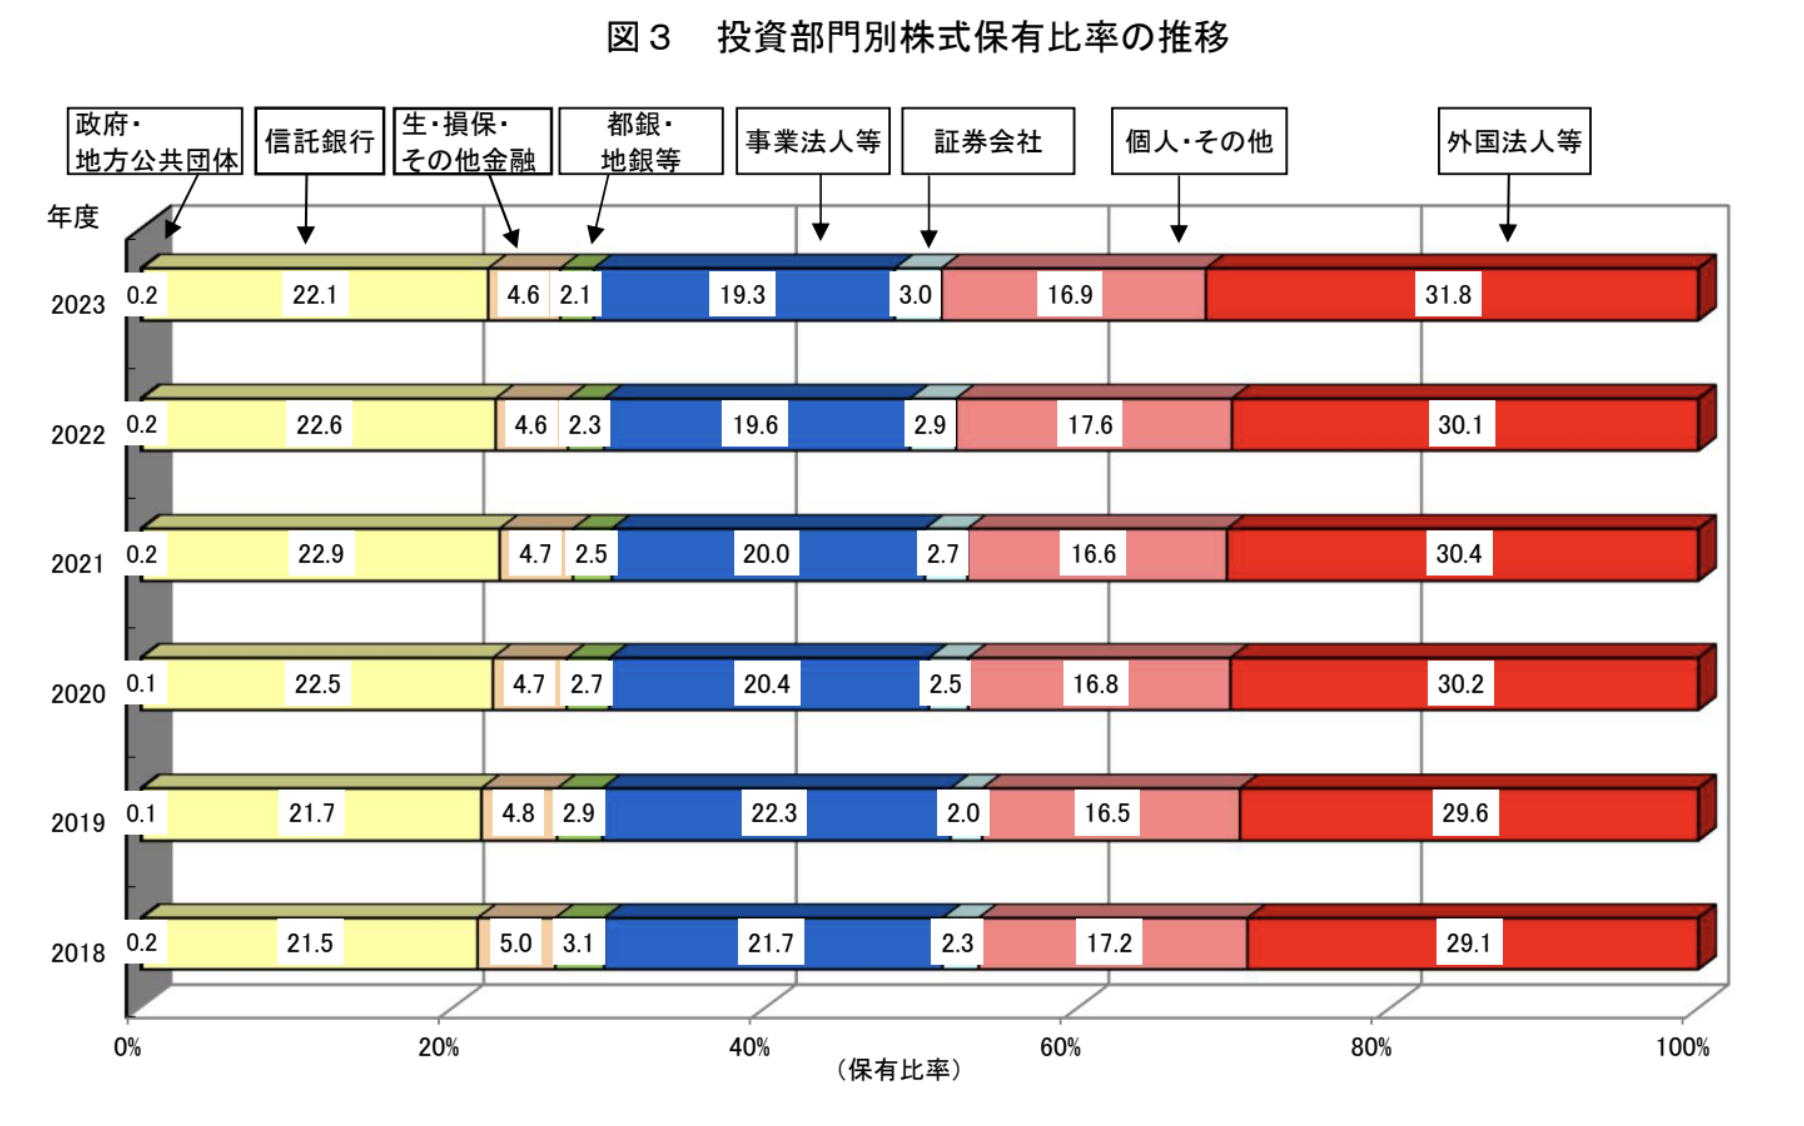 図３　投資部門別株式保有比率の推移
政府・
地方公共団体
信託銀行
生・損保・
その他金融
都銀・
地銀等
事業法人等
証券会社
個人・その他
外国法人等
年度
2023 0.2 22.1 4.6 2.1 19.3 3.0 16.9 31.8
2022 0.2 22.6 4.6 2.3 19.6 2.9 17.6 30.1
2021 0.2 22.9 4.7 2.5 20.0 2.7 16.6 30.4
2020 0.1 22.5 4.7 2.7 20.4 2.5 16.8 30.2
2019 0.1 21.7 4.8 2.9 22.3 2.0 16.5 29.6
2018 0.2 21.5 5.0 3.1 21.7 2.3 17.2 29.1
0% 20% 40% 60% 80% 100%
（保有比率）